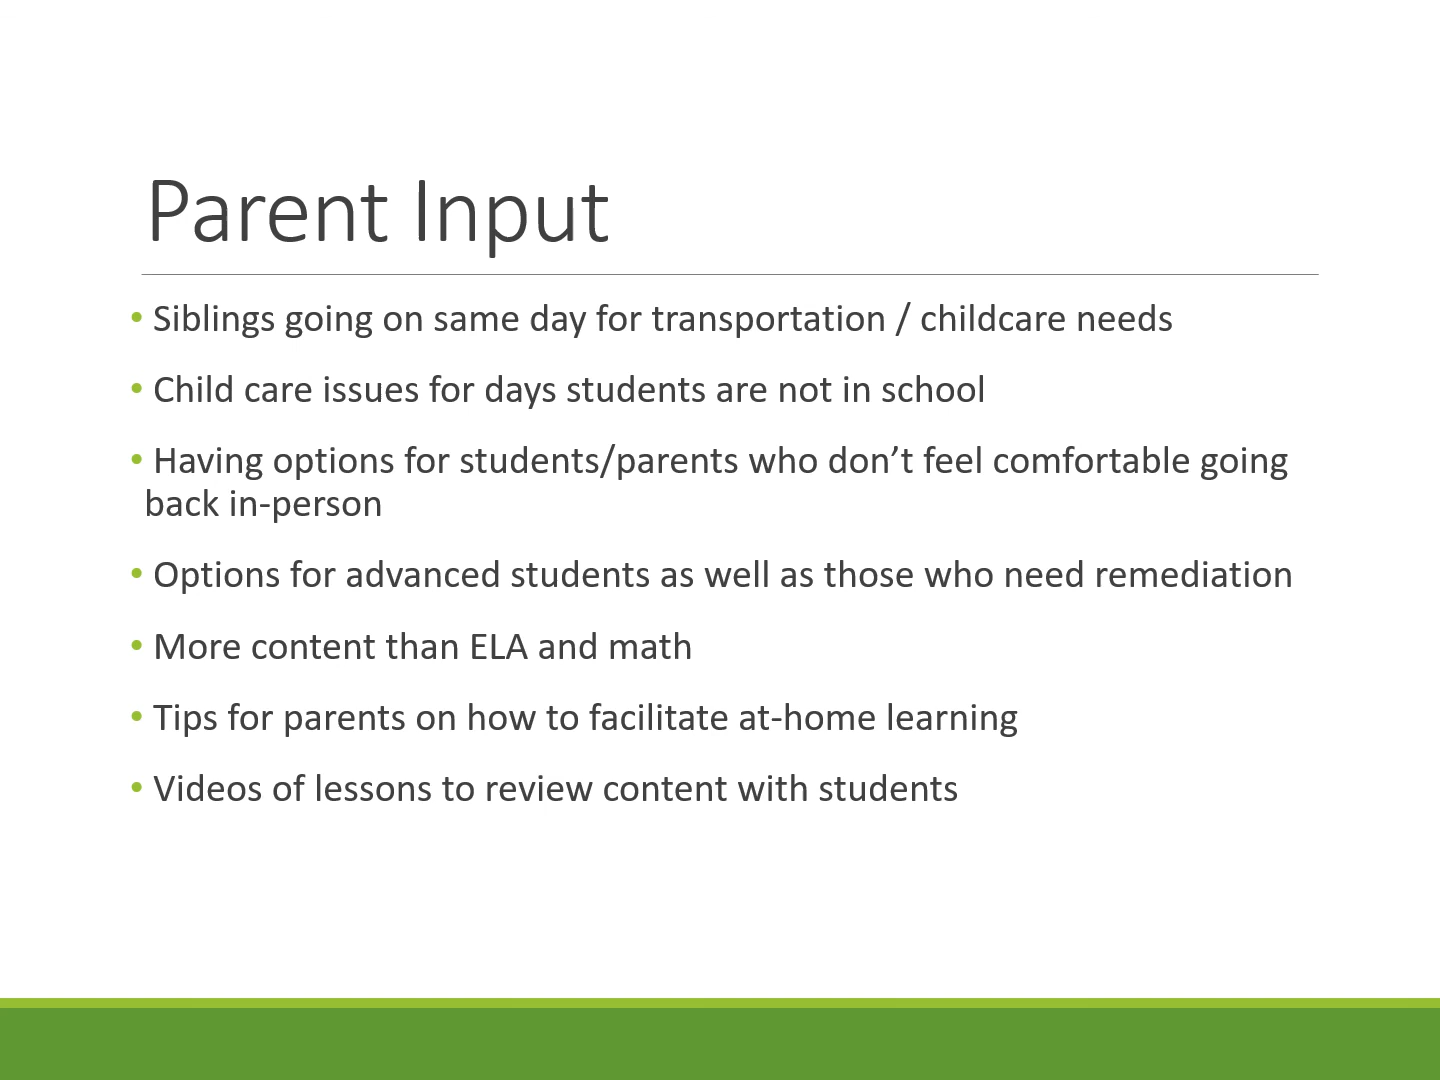 Parent Input
• Siblings going on same day for transportation / childcare needs
• Child care issues for days students are not in school
• Having options for students/parents who don’t feel comfortable going
back in-person
• Options for advanced students as well as those who need remediation
• More content than ELA and math
• Tips for parents on how to facilitate at-home learning
• Videos of lessons to review content with students